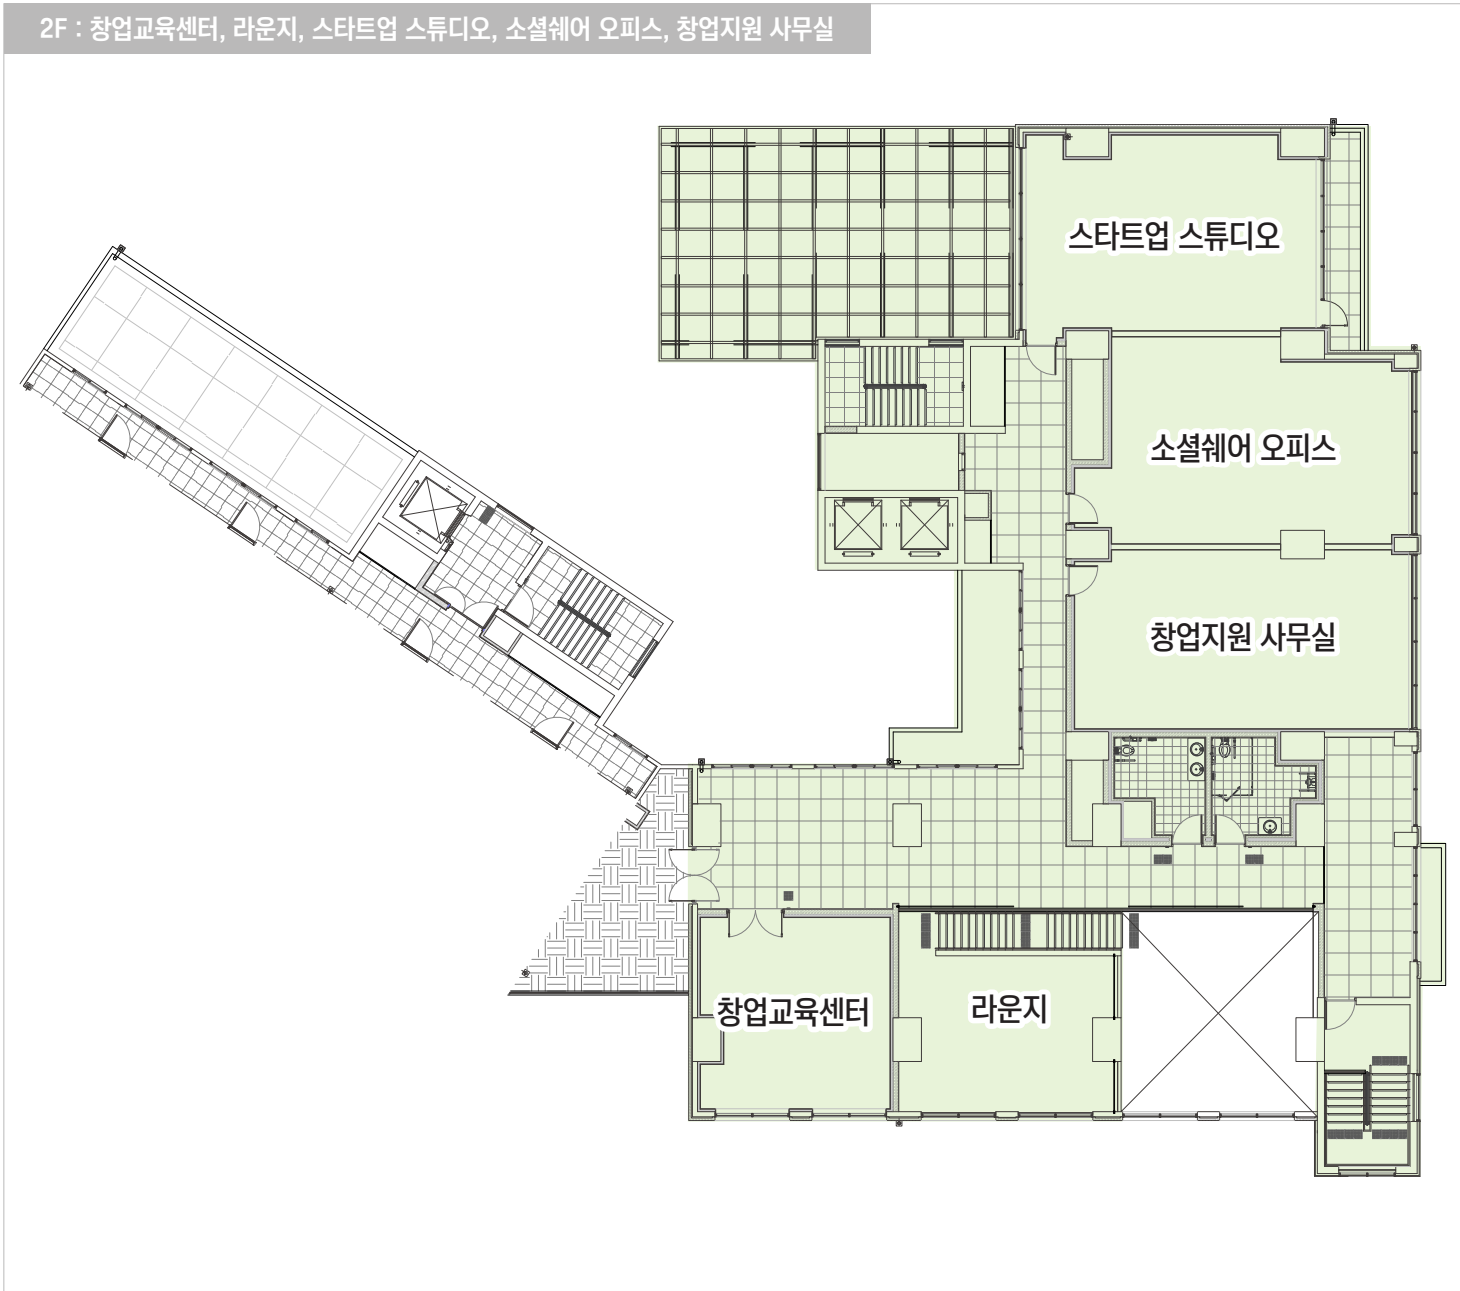 2F : 창업교육센터, 라운지, 스타트업 스튜디오, 소셜쉐어 오피스, 창업지원 사무실
스타트업 스튜디오
소셜쉐어 오피스
창업지원 사무실
창업교육센터
라운지